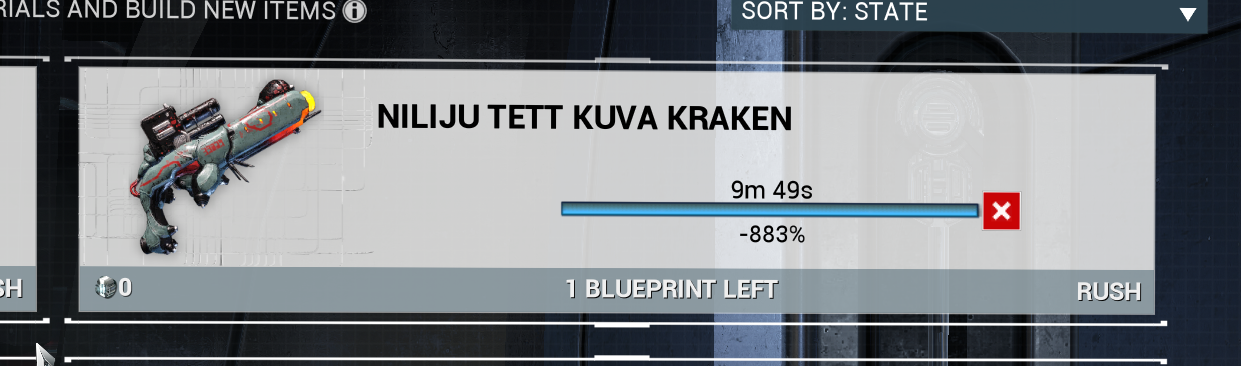 RIALS AND BUILD NEW ITEMS i
SORT BY: STATE
NILIJU TETT KUVA KRAKEN
9m 49s
-883%
SH
0
1 BLUEPRINT LEFT
RUSH